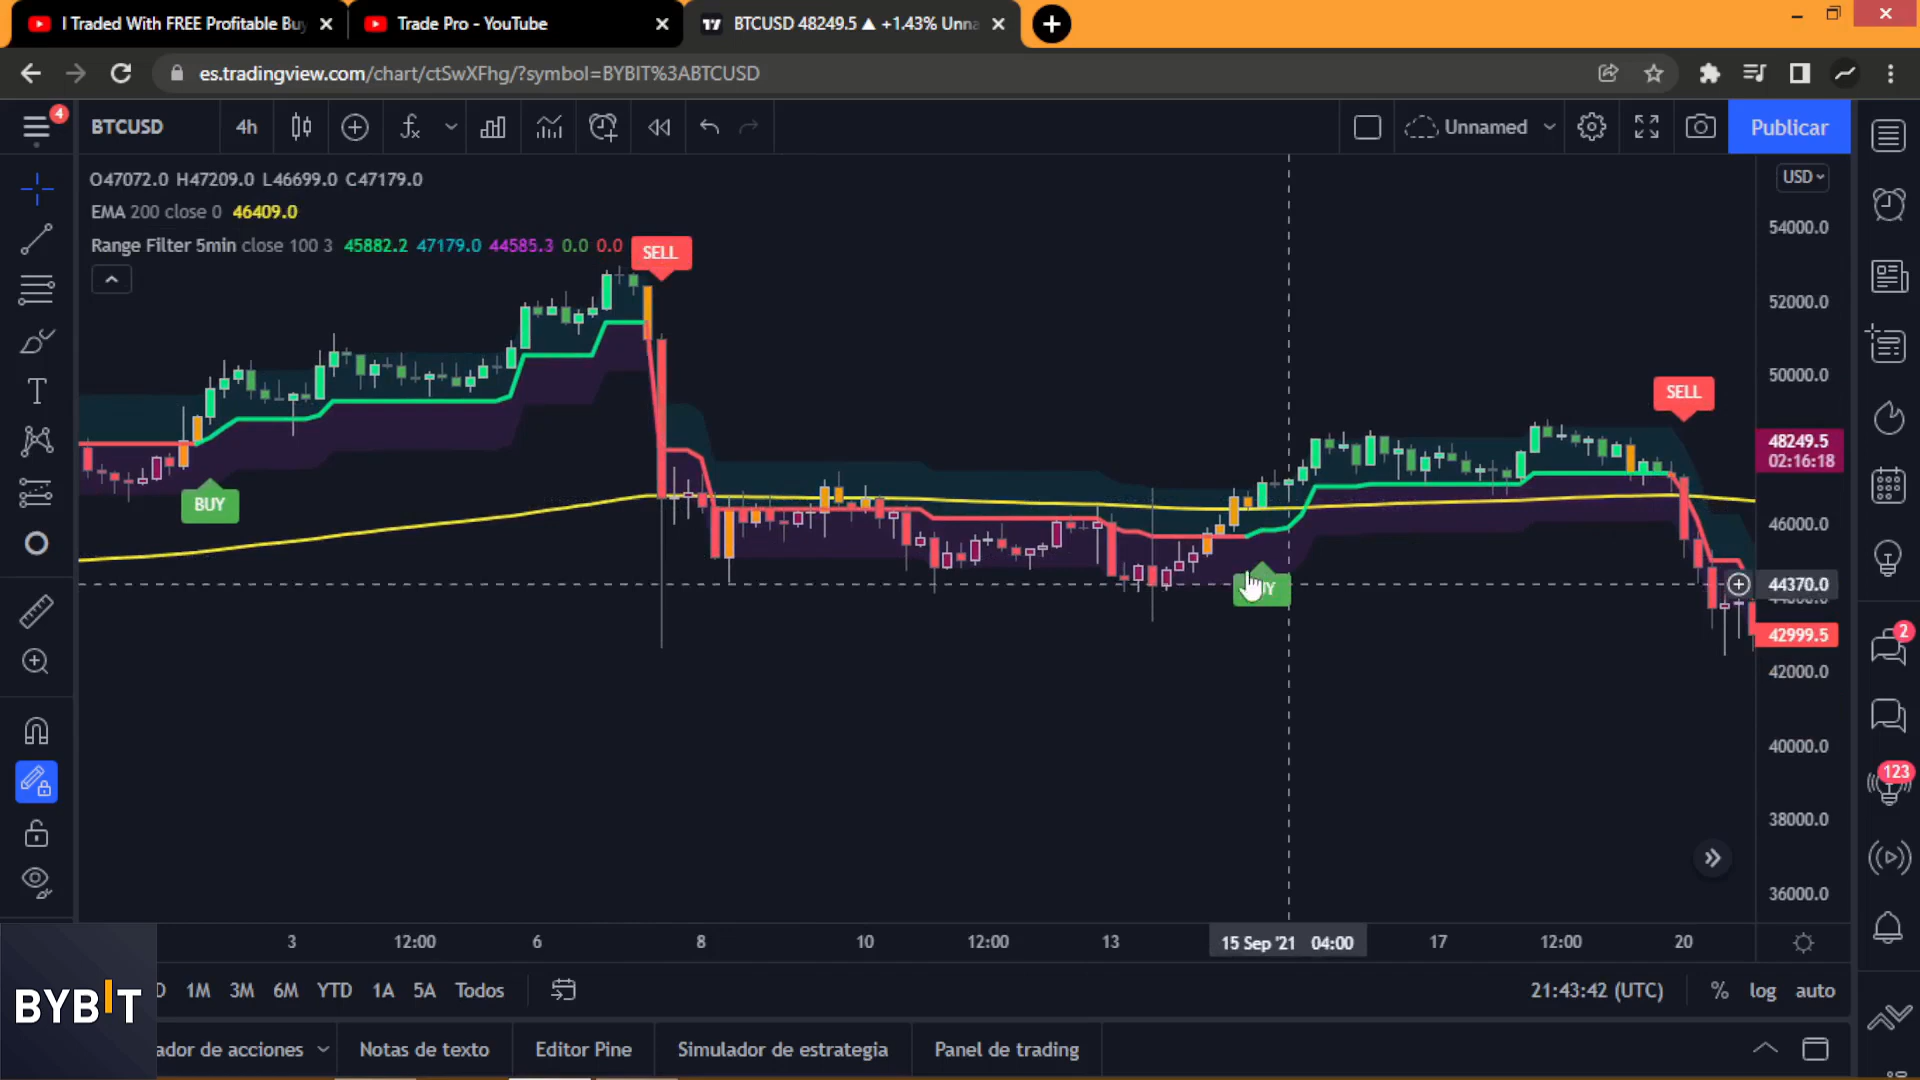 I Traded With FREE Profitable Buy
Trade Pro - YouTube
BTCUSD 48249.5 ▲ +1.43% Unna
es.tradingview.com/chart/ctSwXFhg/?symbol=BYBIT%3ABTCUSD
4
BTCUSD
4h
Unnamed
Publicar
O47072.0 H47209.0 L46699.0 C47179.0
USD
EMA 200 close 0 46409.0
Range Filter 5min close 100 3 45882.2 47179.0 44585.3 0.0 0.0
SELL
BUY
SELL
54000.0
52000.0
50000.0
48249.5
02:16:18
46000.0
44370.0
42999.5
42000.0
40000.0
38000.0
36000.0
2
123
3 12:00 6 8 10 12:00 13 15 Sep '21 04:00 17 12:00 20
1M 3M 6M YTD 1A 5A Todos
21:43:42 (UTC) % log auto
BYBIT
ador de acciones
Notas de texto
Editor Pine
Simulador de estrategia
Panel de trading